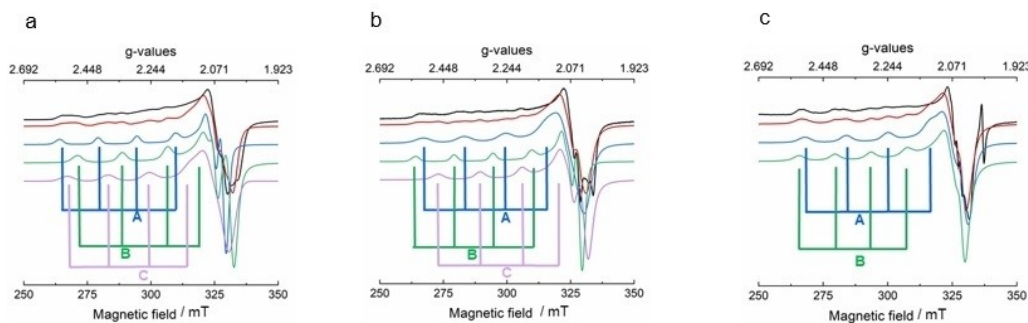 a
g-values
2.692 2.448 2.244 2.071 1.923
A
B
C
250 275 300 325 350
Magnetic field / mT
b
g-values
2.692 2.448 2.244 2.071 1.923
A
B
C
250 275 300 325 350
Magnetic field / mT
c
g-values
2.692 2.448 2.244 2.071 1.923
A
B
250 275 300 325 350
Magnetic field / mT